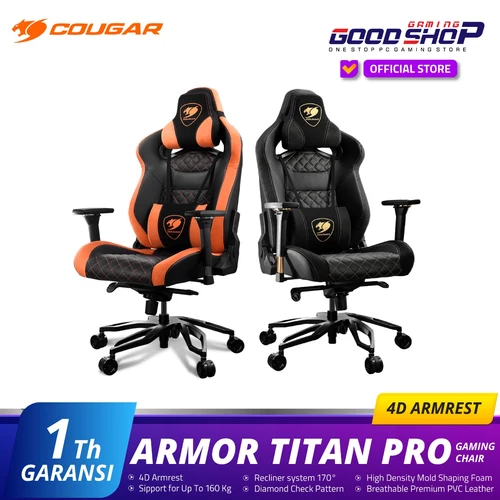 COUGAR
GAMING
GOODSHOP
ONE STOP PC GAMING STORE
OFFICIAL STORE
4D ARMREST
1Th
GARANSI
ARMOR TITAN PRO
GAMING
CHAIR
• 4D Armrest
• Sipport for Up To 160 Kg
• Recliner system 170°
• Diamond Check Pattern
• High Density Mold Shaping Foam
• Breathable Premium PVC Leather